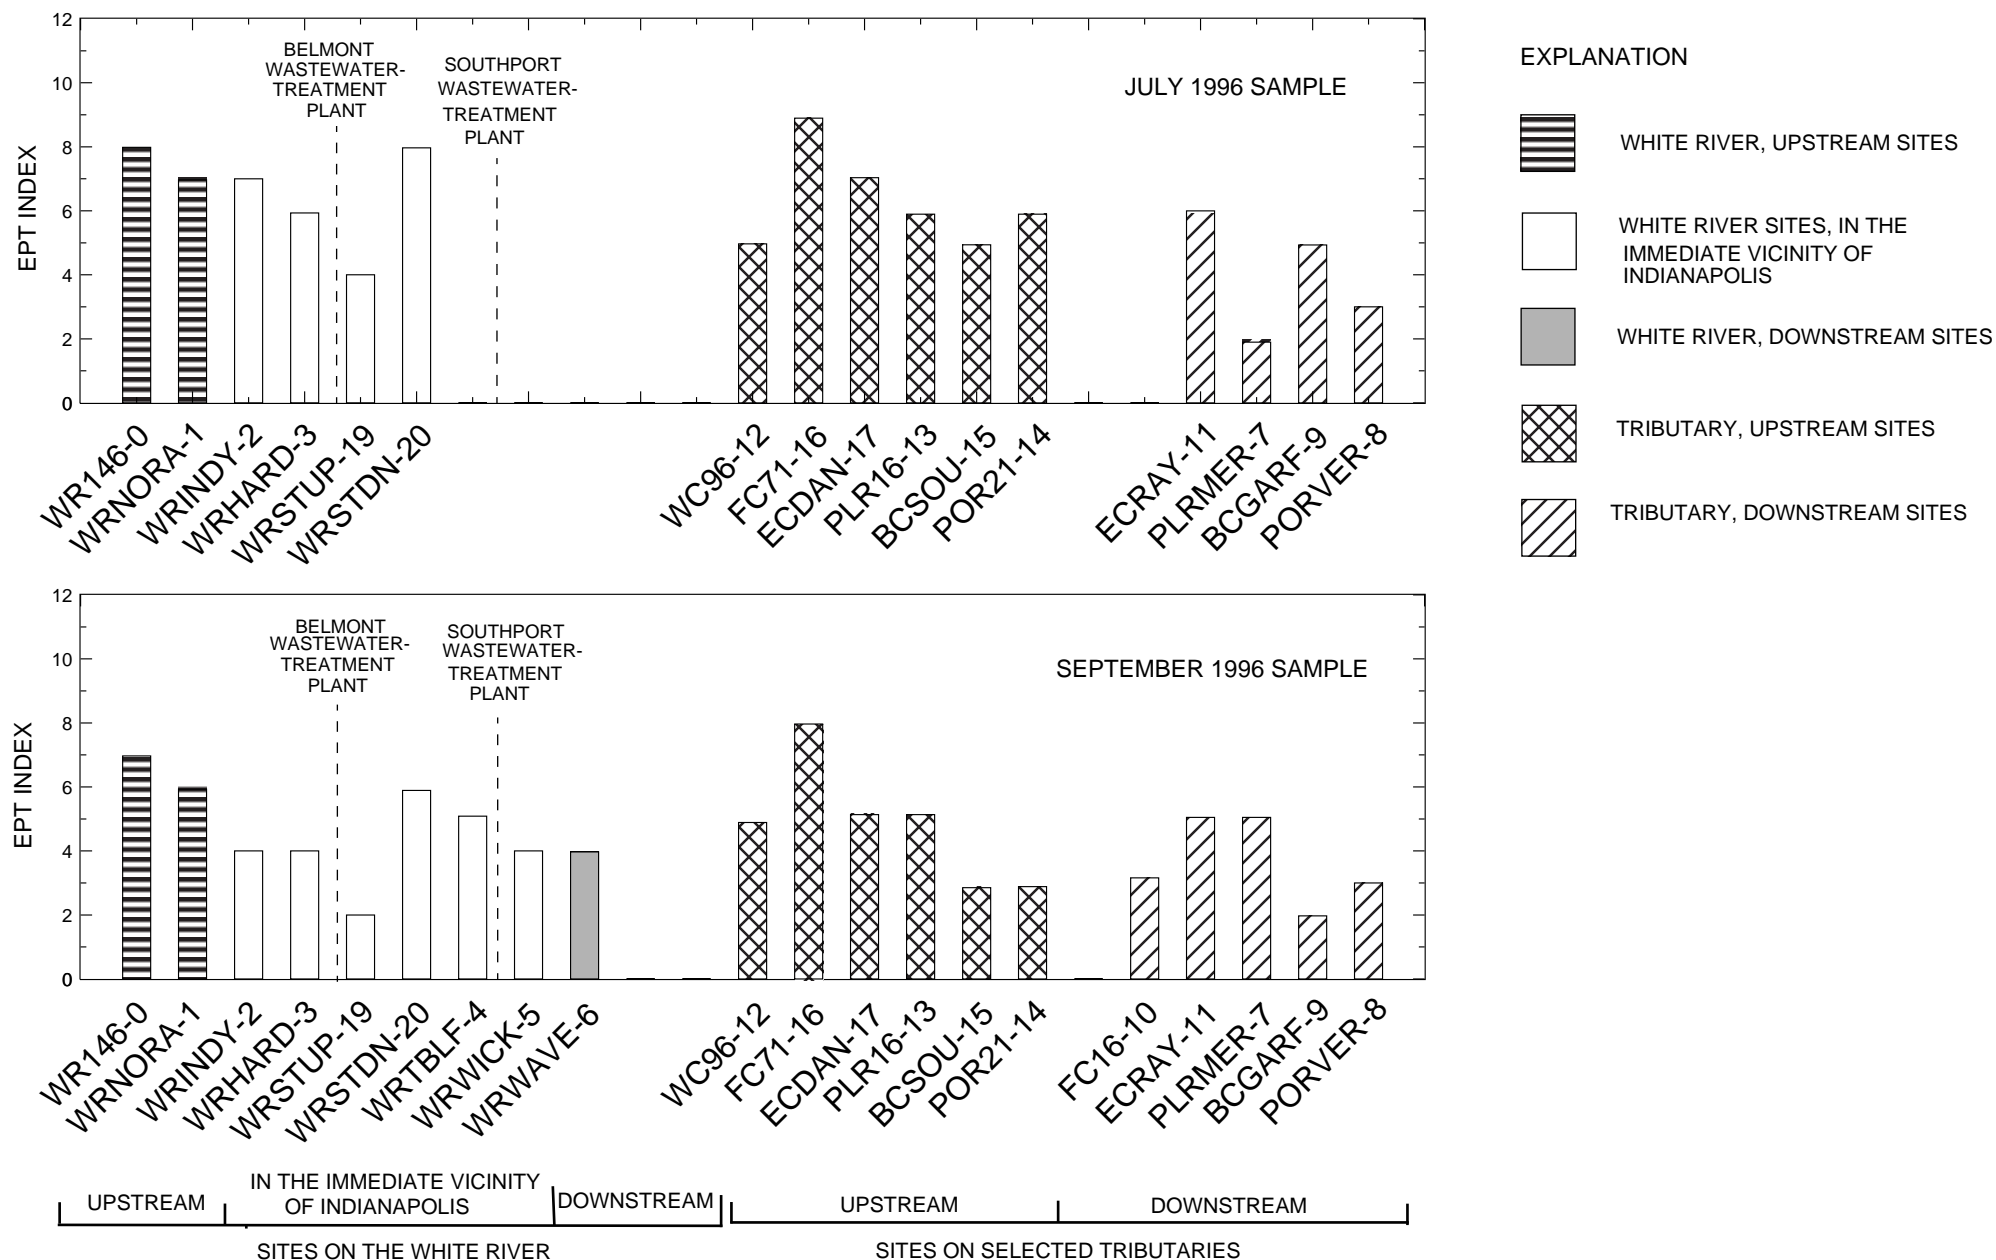 12
10
8
6
4
2
0
EPT INDEX
BELMONT
WASTEWATER-
TREATMENT
PLANT
SOUTHPORT
WASTEWATER-
TREATMENT
PLANT
JULY 1996 SAMPLE
WR146-0
WRNORA-1
WRINDY-2
WRHARD-3
WRSTUP-19
WRSTDN-20
WC96-12
FC71-16
ECDAN-17
PLR16-13
BCSOU-15
POR21-14
ECRAY-11
PLRMER-7
BCGARF-9
PORVER-8
EXPLANATION
WHITE RIVER, UPSTREAM SITES
WHITE RIVER SITES, IN THE
IMMEDIATE VICINITY OF
INDIANAPOLIS
WHITE RIVER, DOWNSTREAM SITES
TRIBUTARY, UPSTREAM SITES
TRIBUTARY, DOWNSTREAM SITES
12
10
8
6
4
2
0
EPT INDEX
BELMONT
WASTEWATER-
TREATMENT
PLANT
SOUTHPORT
WASTEWATER-
TREATMENT
PLANT
SEPTEMBER 1996 SAMPLE
WR146-0
WRNORA-1
WRINDY-2
WRHARD-3
WRSTUP-19
WRSTDN-20
WRTBLF-4
WRWICK-5
WRWAVE-6
WC96-12
FC71-16
ECDAN-17
PLR16-13
BCSOU-15
POR21-14
FC16-10
ECRAY-11
PLRMER-7
BCGARF-9
PORVER-8
UPSTREAM
IN THE IMMEDIATE VICINITY
OF INDIANAPOLIS
DOWNSTREAM
UPSTREAM
DOWNSTREAM
SITES ON THE WHITE RIVER
SITES ON SELECTED TRIBUTARIES